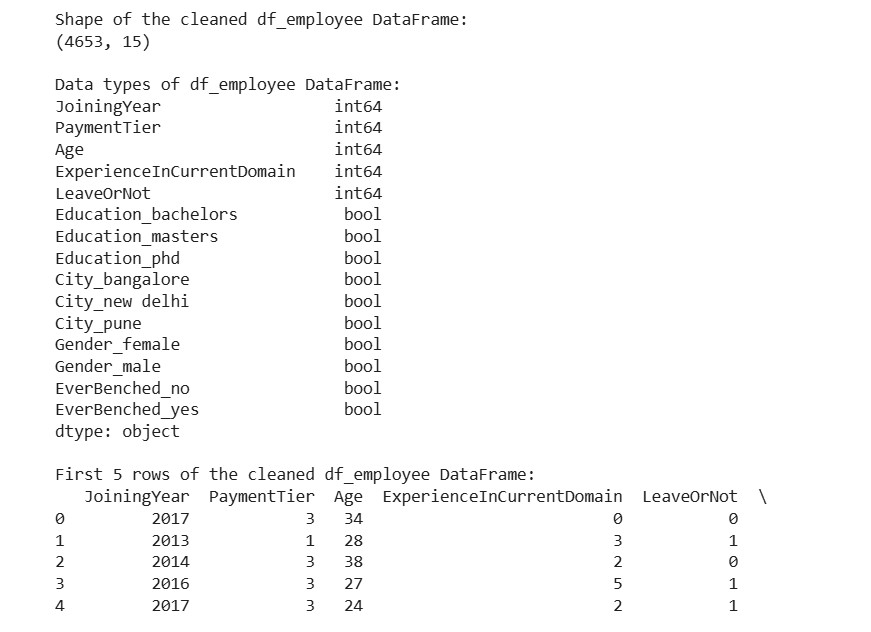 Shape of the cleaned df_employee DataFrame:
(4653, 15)
Data types of df_employee DataFrame:
JoiningYear                  int64
PaymentTier                  int64
Age                          int64
ExperienceInCurrentDomain    int64
LeaveOrNot                   int64
Education_bachelors           bool
Education_masters             bool
Education_phd                 bool
City_bangalore                bool
City_new delhi                bool
City_pune                     bool
Gender_female                 bool
Gender_male                   bool
EverBenched_no                bool
EverBenched_yes               bool
dtype: object
First 5 rows of the cleaned df_employee DataFrame:
   JoiningYear  PaymentTier  Age  ExperienceInCurrentDomain  LeaveOrNot  \
0         2017            3   34                          0           0
1         2013            1   28                          3           1
2         2014            3   38                          2           0
3         2016            3   27                          5           1
4         2017            3   24                          2           1